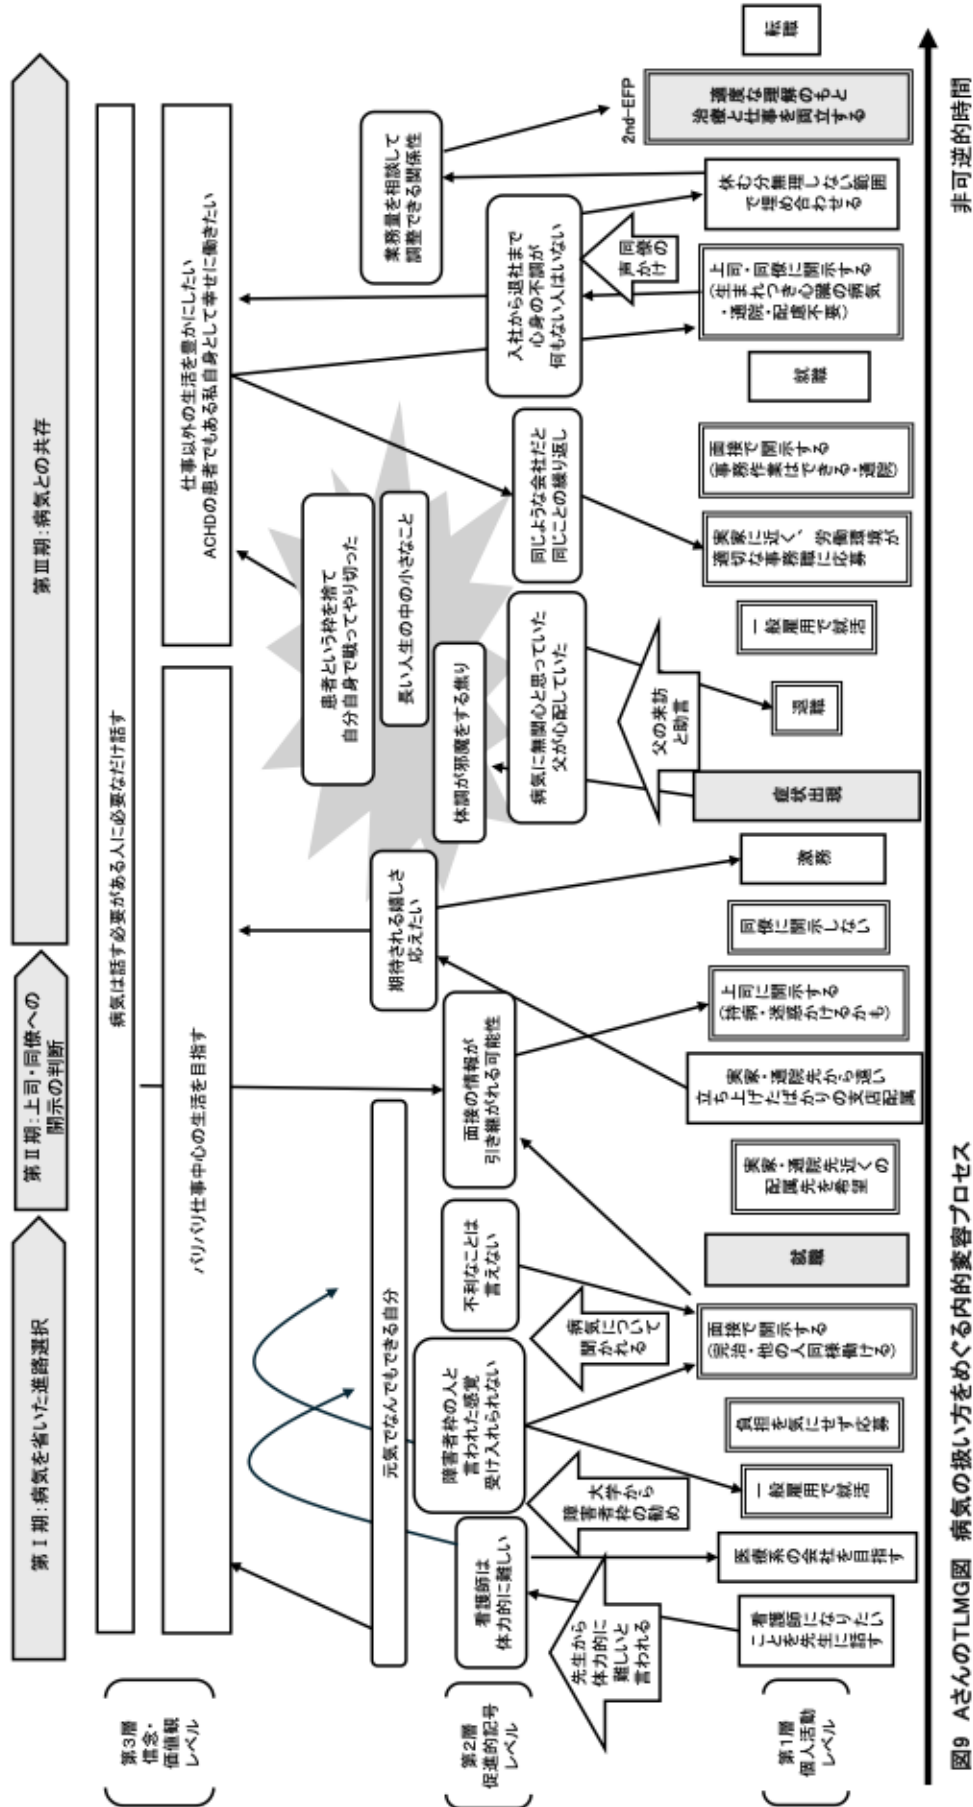 第Ⅰ期：病気を省いた進路選択
第Ⅱ期：上司・同僚への
開示の判断
第Ⅲ期：病気との共存
第3層
信念・
価値観
レベル
病気は話す必要がある人に必要なだけ話す
バリバリ仕事中心の生活を目指す
仕事以外の生活を豊かにしたい
ACHDの患者でもある私自身として幸せに働きたい
第2層
促進的記号
レベル
元気でなんでもできる自分
看護師は
体力的に難しい
障害者枠の人と
言われた感覚
受け入れられない
不利なことは
言えない
面接の情報が
引き継がれる可能性
期待される嬉しさ
応えたい
体調が邪魔をする焦り
患者という枠を捨て
自分自身で戦ってやり切った
長い人生の中の小さなこと
病気に無関心と思っていた
父が心配していた
同じような会社だと
同じことの繰り返し
入社から退社まで
心身の不調が
何もない人はいない
業務量を相談して
調整できる関係性
先生から
体力的に
難しいと
言われる
大学から
障害者枠の勧め
病気について
聞かれる
父の来訪
と助言
同僚の
声かけ
第1層
個人活動
レベル
看護師になりたい
ことを先生に話す
医療系の会社を目指す
一般雇用で就活
負担を気にせず応募
面接で開示する
（完治・他の人同様働ける）
就職
実家・通院先近くの
配属先を希望
実家・通院先から遠い
立ち上げたばかりの支店配属
上司に開示する
（持病・迷惑かけるかも）
同僚に開示しない
激務
症状出現
退職
一般雇用で就活
実家に近く、労働環境が
適切な事務職に応募
面接で開示する
（事務作業はできる・通院）
就職
上司・同僚に開示する
（生まれつき心臓の病気
・通院・配慮不要）
休む分無理しない範囲
で埋め合わせる
2nd-EFP
適度な理解のもと
治療と仕事を両立する
転職
非可逆的時間
図9 AさんのTLMG図 病気の扱い方をめぐる内的変容プロセス